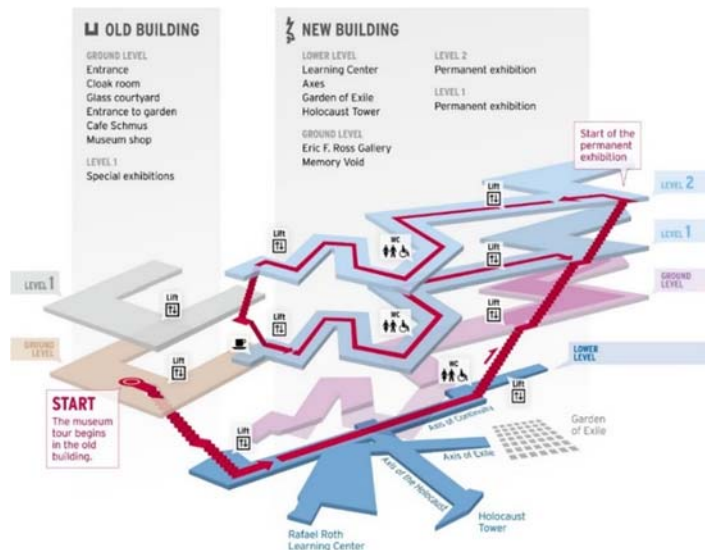 OLD BUILDING
GROUND LEVEL
Entrance
Cloak room
Glass courtyard
Entrance to garden
Cafe Schmus
Museum shop
LEVEL 1
Special exhibitions
NEW BUILDING
LOWER LEVEL
Learning Center
Axes
Garden of Exile
Holocaust Tower
GROUND LEVEL
Eric F. Ross Gallery
Memory Void
LEVEL 2
Permanent exhibition
LEVEL 1
Permanent exhibition
Start of the
permanent
exhibition
LEVEL 2
LEVEL 1
GROUND
LEVEL
LOWER
LEVEL
LEVEL 1
GROUND
LEVEL
Lift
Lift
Lift
Lift
Lift
Lift
Lift
Lift
Lift
WC
WC
WC
START
The museum
tour begins
in the old
building.
Axis of Continuity
Axis of Exile
Axis of the Holocaust
Garden
of Exile
Rafael Roth
Learning Center
Holocaust
Tower